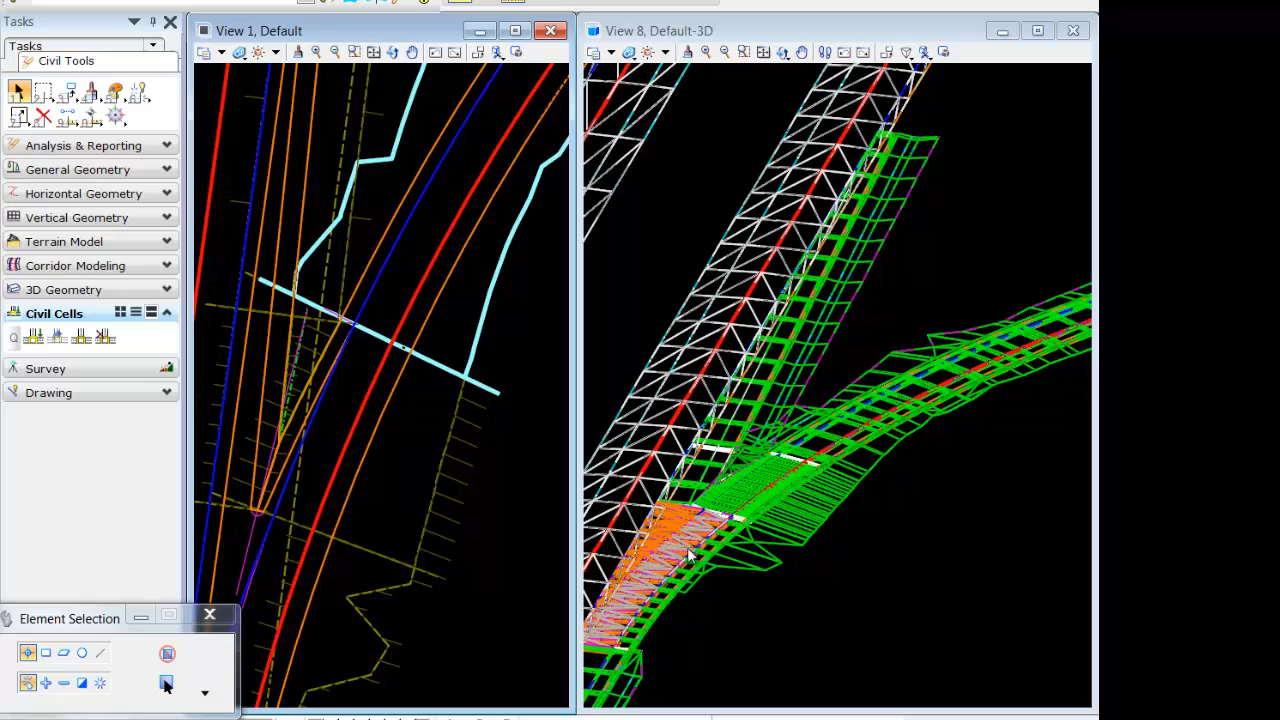 Tasks
View 1, Default
View 8, Default-3D
Tasks
Civil Tools
Analysis & Reporting
General Geometry
Horizontal Geometry
Vertical Geometry
Terrain Model
Corridor Modeling
3D Geometry
Civil Cells
Survey
Drawing
Element Selection